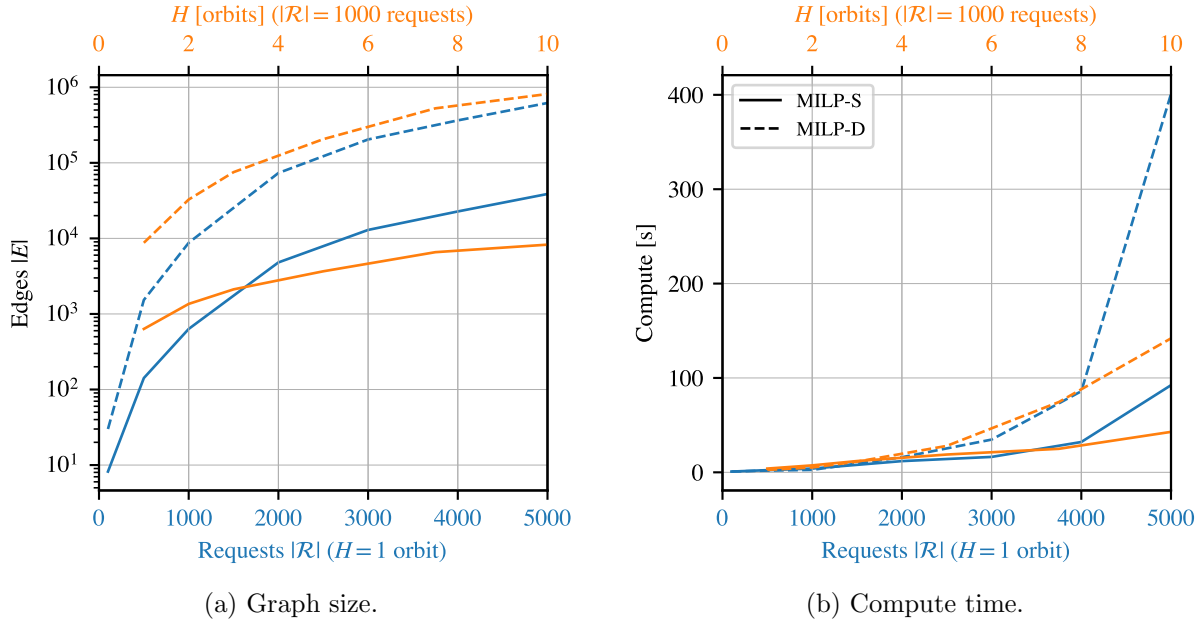 H [orbits] (|ℛ| = 1000 requests)
0 2 4 6 8 10
10⁶
10⁵
10⁴
10³
10²
10¹
Edges |E|
0 1000 2000 3000 4000 5000
Requests |ℛ| (H = 1 orbit)
(a) Graph size.
H [orbits] (|ℛ| = 1000 requests)
0 2 4 6 8 10
MILP-S
MILP-D
400
300
200
100
0
Compute [s]
0 1000 2000 3000 4000 5000
Requests |ℛ| (H = 1 orbit)
(b) Compute time.